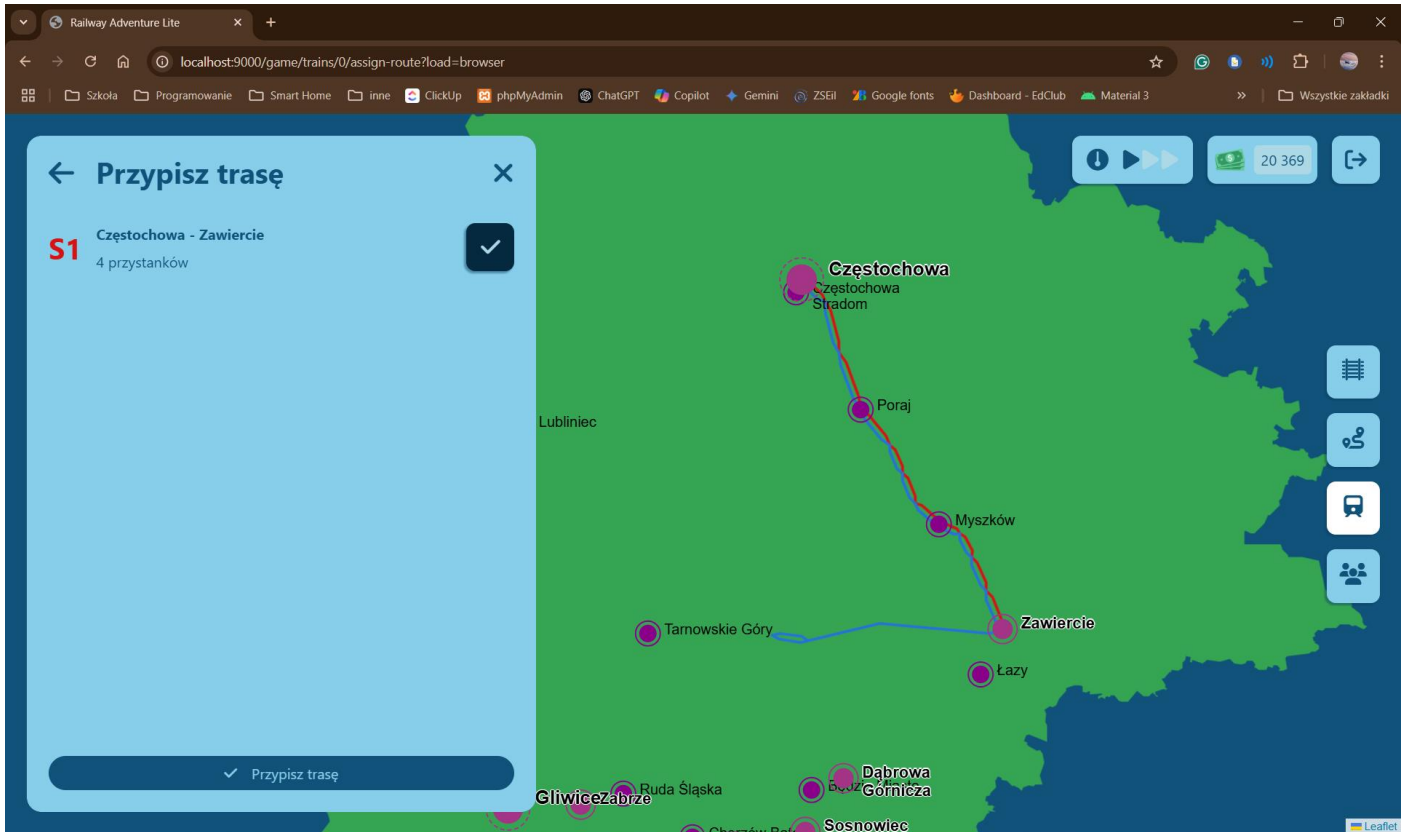 Railway Adventure Lite
localhost:9000/game/trains/0/assign-route?load=browser
Szkoła Programowanie Smart Home inne ClickUp phpMyAdmin ChatGPT Copilot Gemini ZSEiI Google fonts Dashboard - EdClub Material 3 » Wszystkie zakładki
Przypisz trasę
20 369
S1
Częstochowa - Zawiercie
4 przystanków
Częstochowa
Częstochowa
Stradom
Lubliniec
Poraj
Myszków
Tarnowskie Góry
Zawiercie
Łazy
Przypisz trasę
Gliwice
Zabrze
Ruda Śląska
Dąbrowa
Górnicza
Sosnowiec
Leaflet